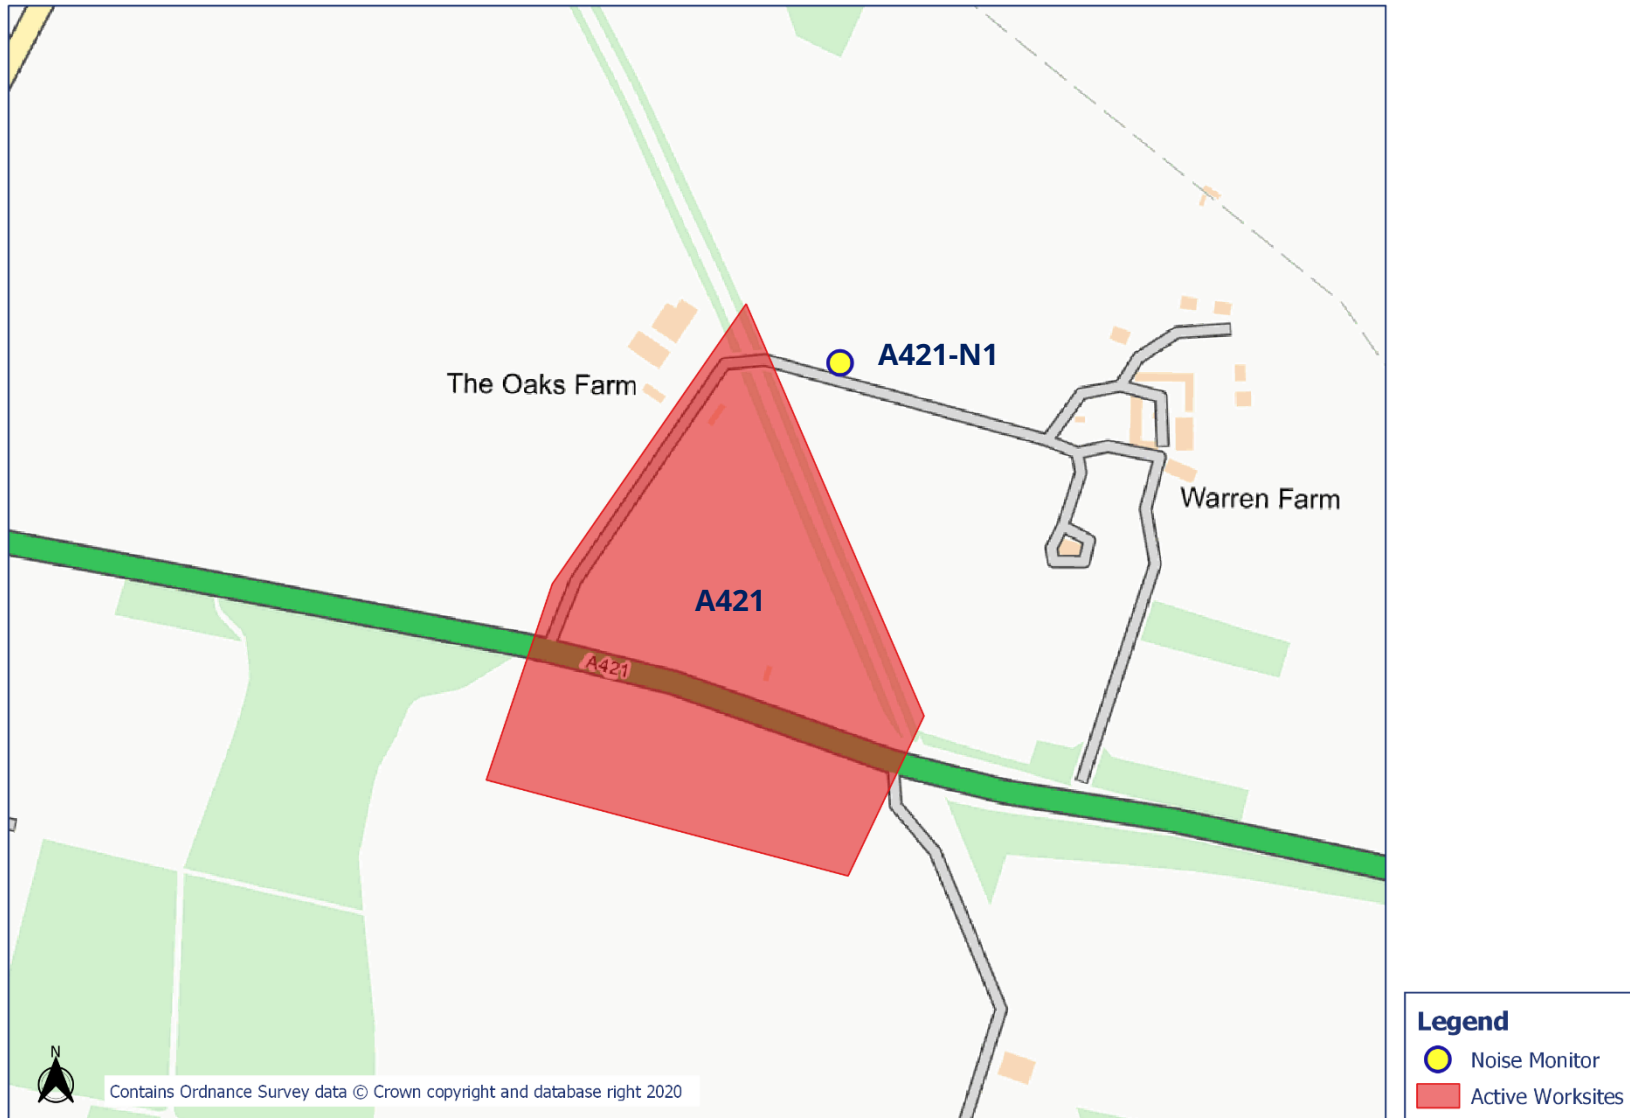 A421-N1
The Oaks Farm
Warren Farm
A421
A421
N
Contains Ordnance Survey data © Crown copyright and database right 2020
Legend
Noise Monitor
Active Worksites